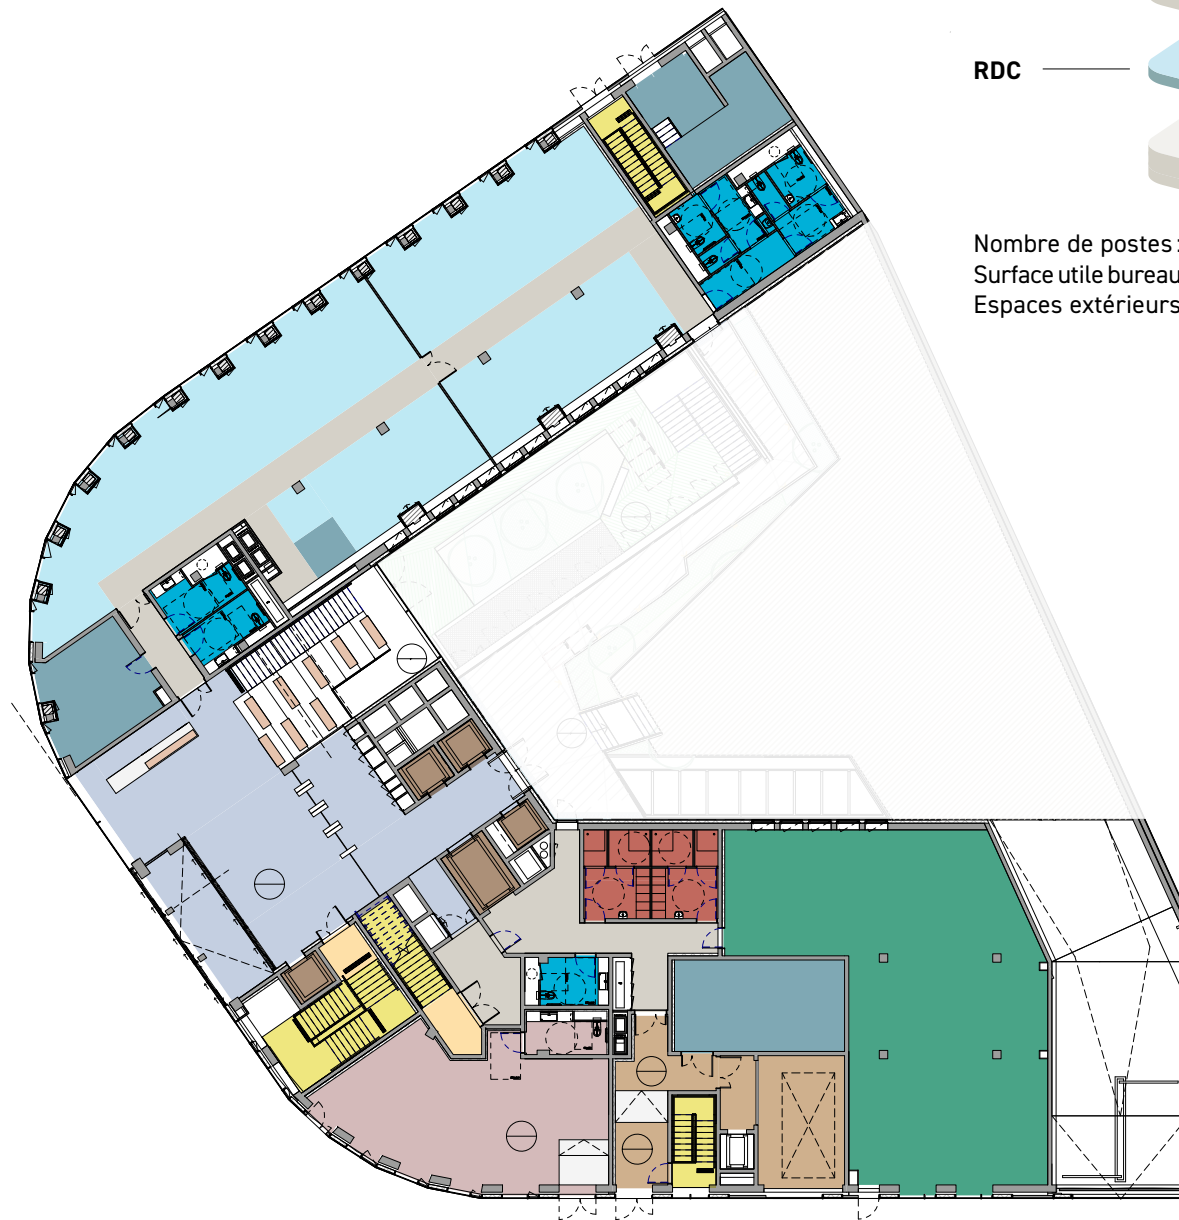 RDC
Nombre de postes :
Surface utile bureau
Espaces extérieurs